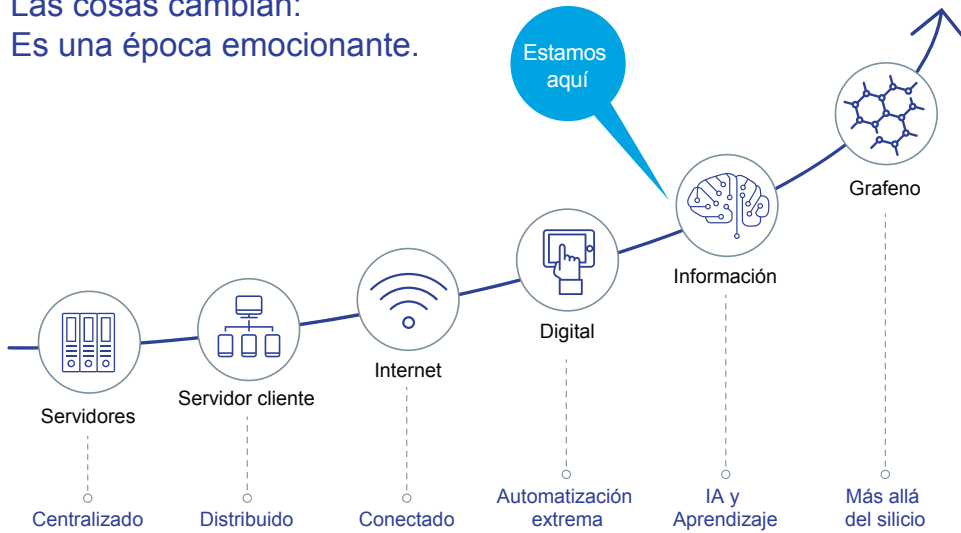 Las cosas cambian:
Es una época emocionante.
Estamos
aquí
Grafeno
Información
Digital
Internet
Servidor cliente
Servidores
Centralizado
Distribuido
Conectado
Automatización
extrema
IA y
Aprendizaje
Más allá
del silicio